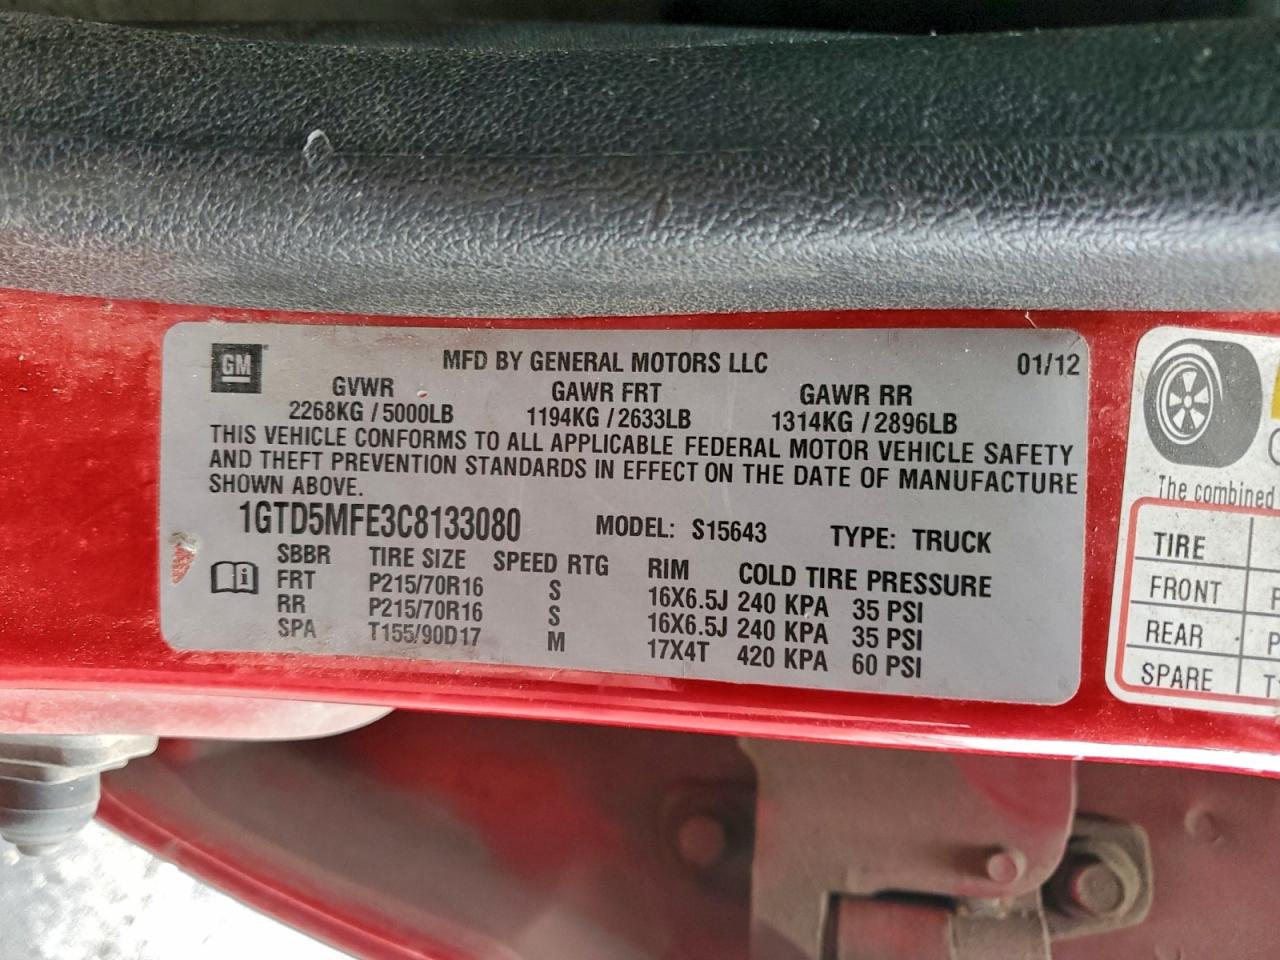 GM
MFD BY GENERAL MOTORS LLC 01/12
GVWR GAWR FRT GAWR RR
2268KG / 5000LB 1194KG / 2633LB 1314KG / 2896LB
THIS VEHICLE CONFORMS TO ALL APPLICABLE FEDERAL MOTOR VEHICLE SAFETY
AND THEFT PREVENTION STANDARDS IN EFFECT ON THE DATE OF MANUFACTURE
SHOWN ABOVE.
1GTD5MFE3C8133080 MODEL: S15643 TYPE: TRUCK
SBBR TIRE SIZE SPEED RTG RIM COLD TIRE PRESSURE
FRT P215/70R16 S 16X6.5J 240 KPA 35 PSI
RR P215/70R16 S 16X6.5J 240 KPA 35 PSI
SPA T155/90D17 M 17X4T 420 KPA 60 PSI
The combined
TIRE
FRONT
REAR
SPARE